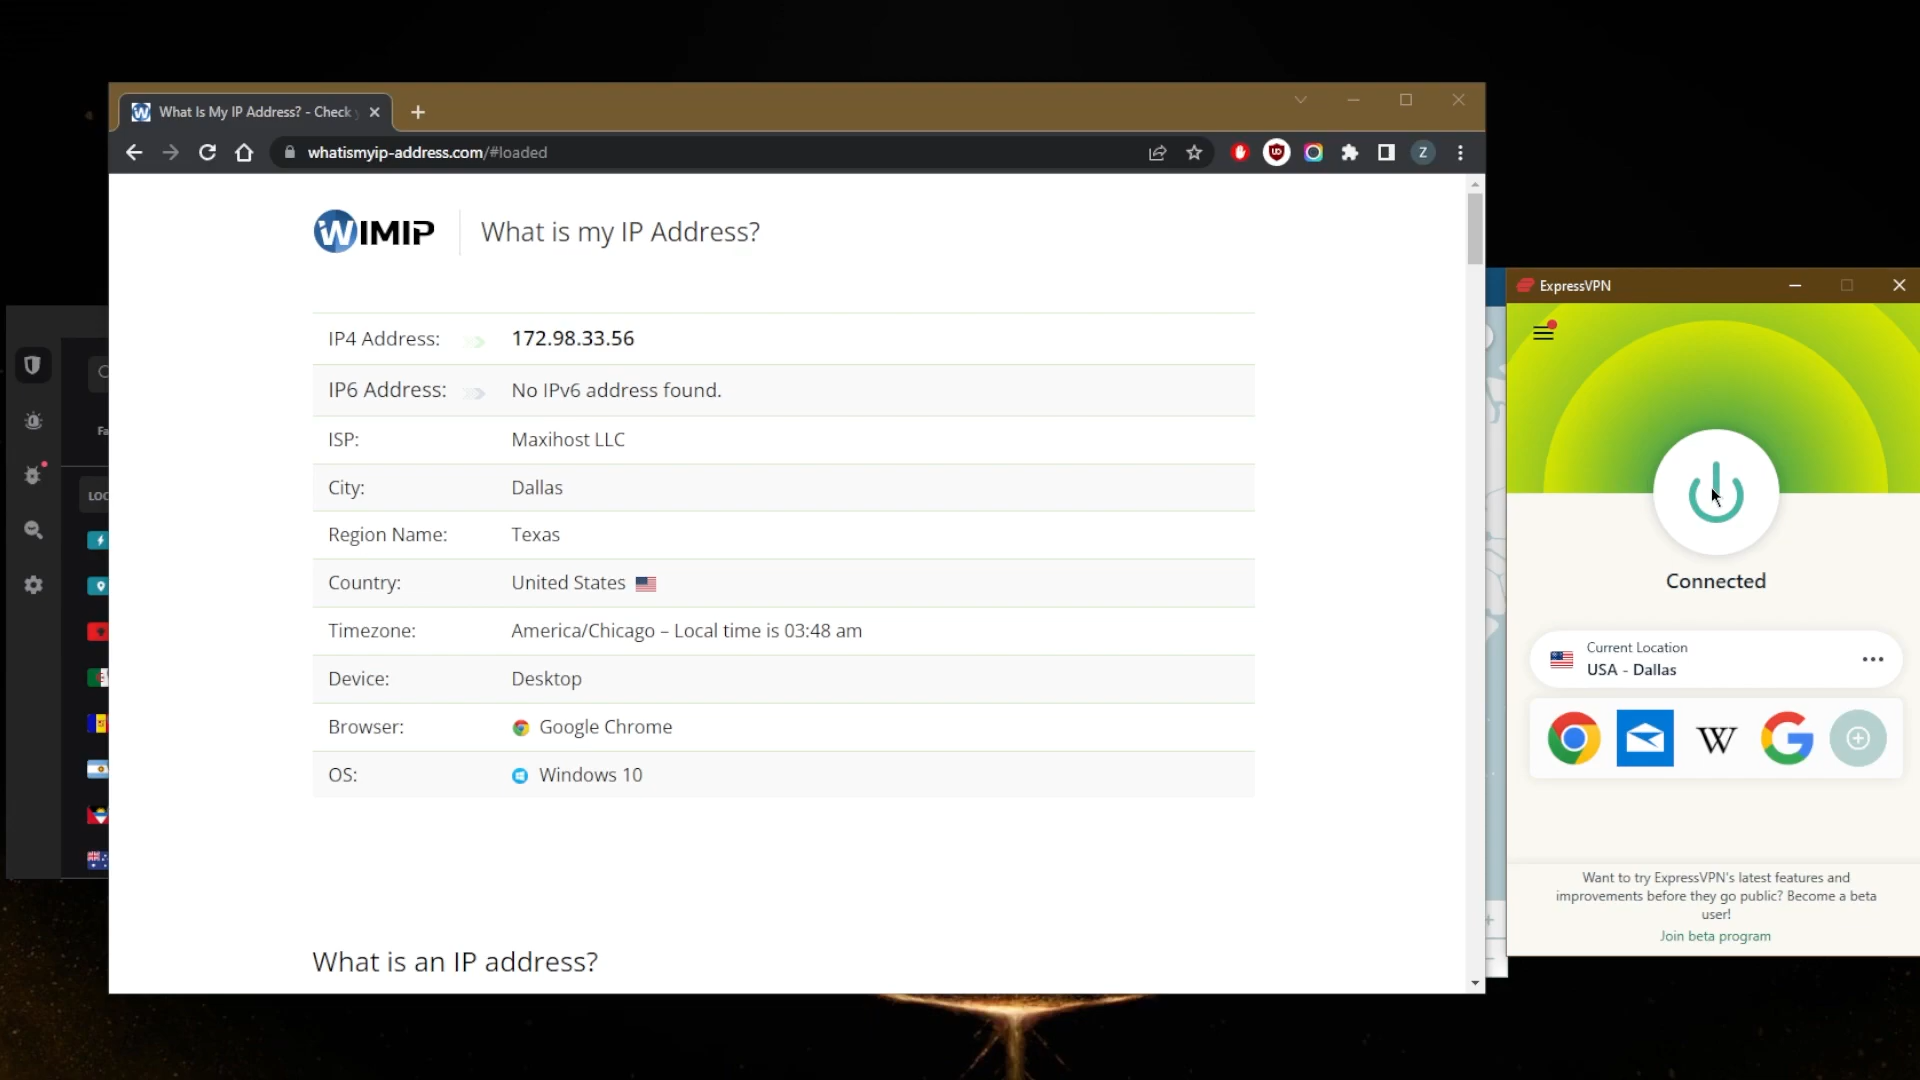 What Is My IP Address? - Check
whatismyip-address.com/#loaded
Z
WIMIP
What is my IP Address?
IP4 Address: 172.98.33.56
IP6 Address: No IPv6 address found.
ISP: Maxihost LLC
City: Dallas
Region Name: Texas
Country: United States
Timezone: America/Chicago – Local time is 03:48 am
Device: Desktop
Browser: Google Chrome
OS: Windows 10
What is an IP address?
Fa
LOC
ExpressVPN
Connected
Current Location
USA - Dallas
W
Want to try ExpressVPN's latest features and
improvements before they go public? Become a beta
user!
Join beta program